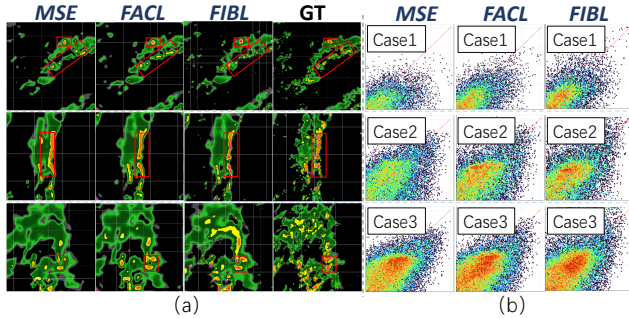 MSE FACL FIBL GT MSE FACL FIBL
Case1 Case1 Case1
Case2 Case2 Case2
Case3 Case3 Case3
(a) (b)